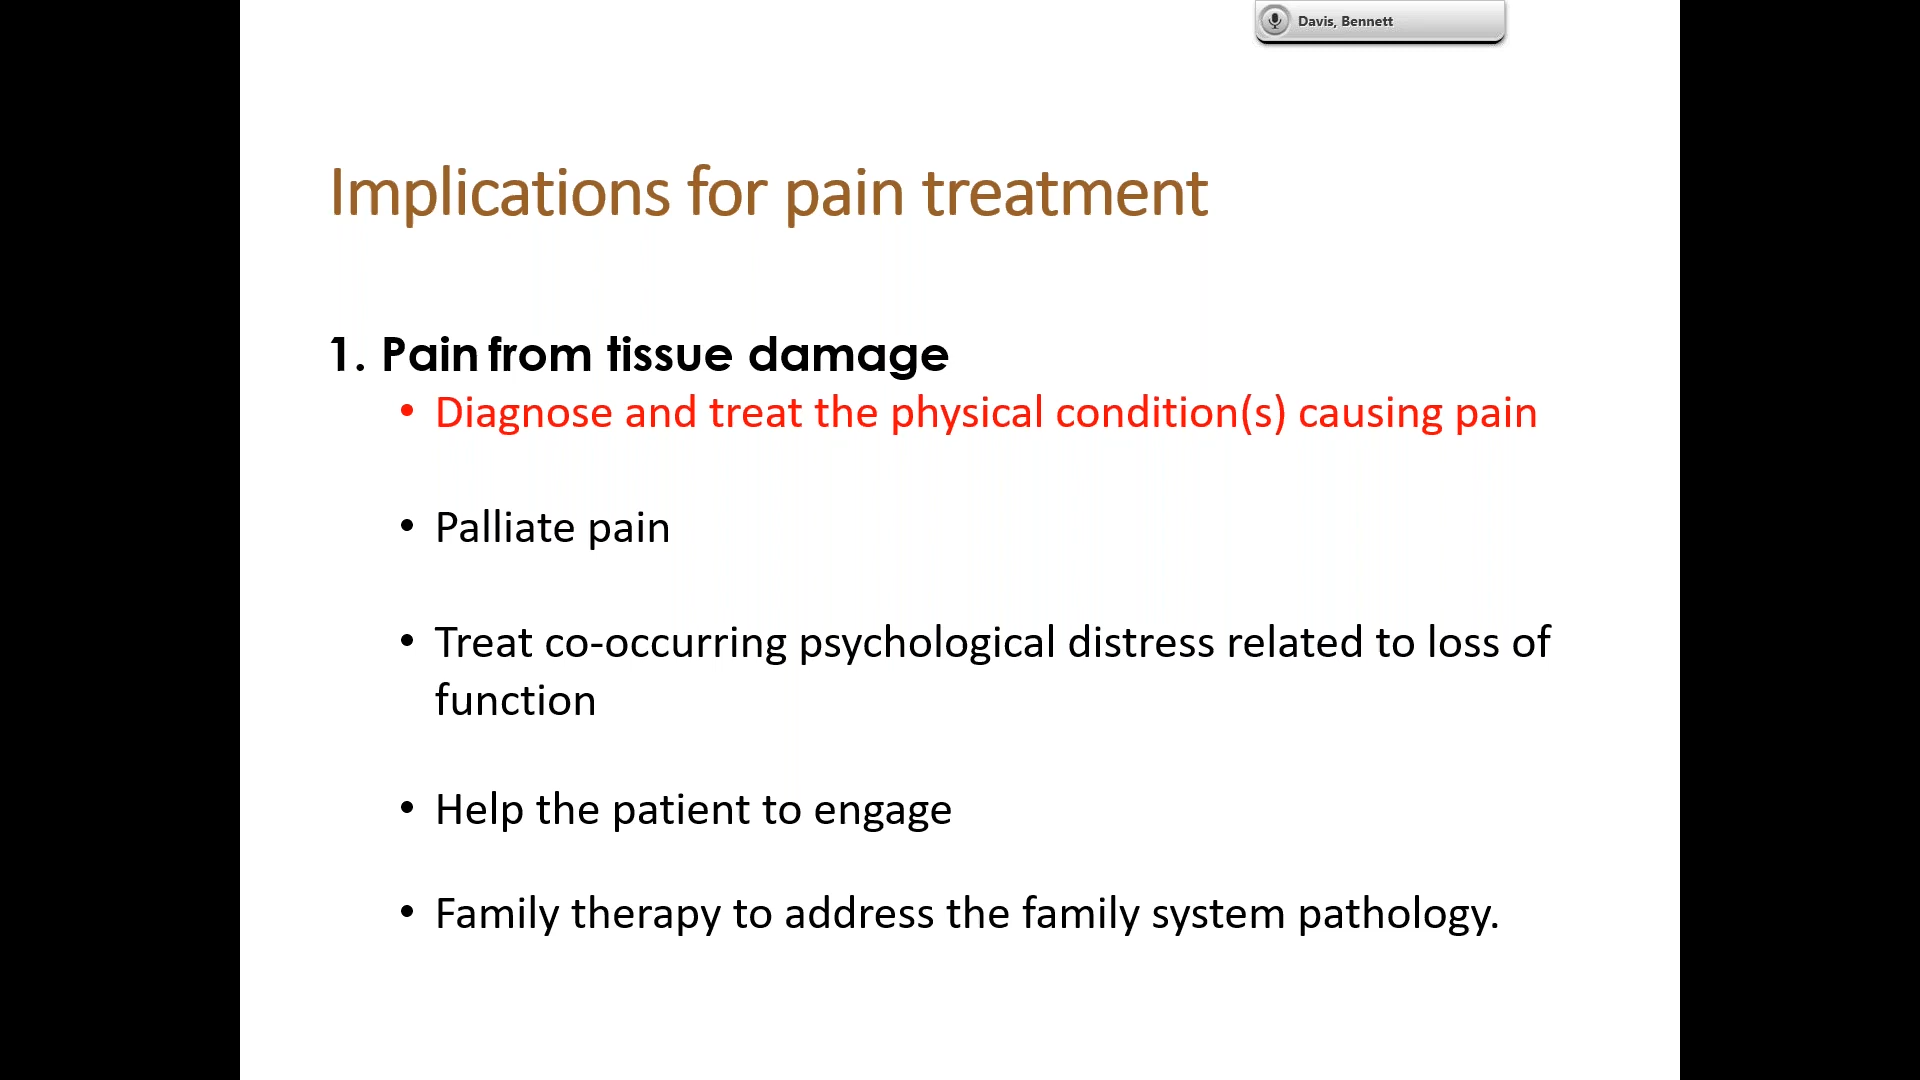 Davis, Bennett
Implications for pain treatment
1. Pain from tissue damage
• Diagnose and treat the physical condition(s) causing pain
• Palliate pain
• Treat co-occurring psychological distress related to loss of
function
• Help the patient to engage
• Family therapy to address the family system pathology.